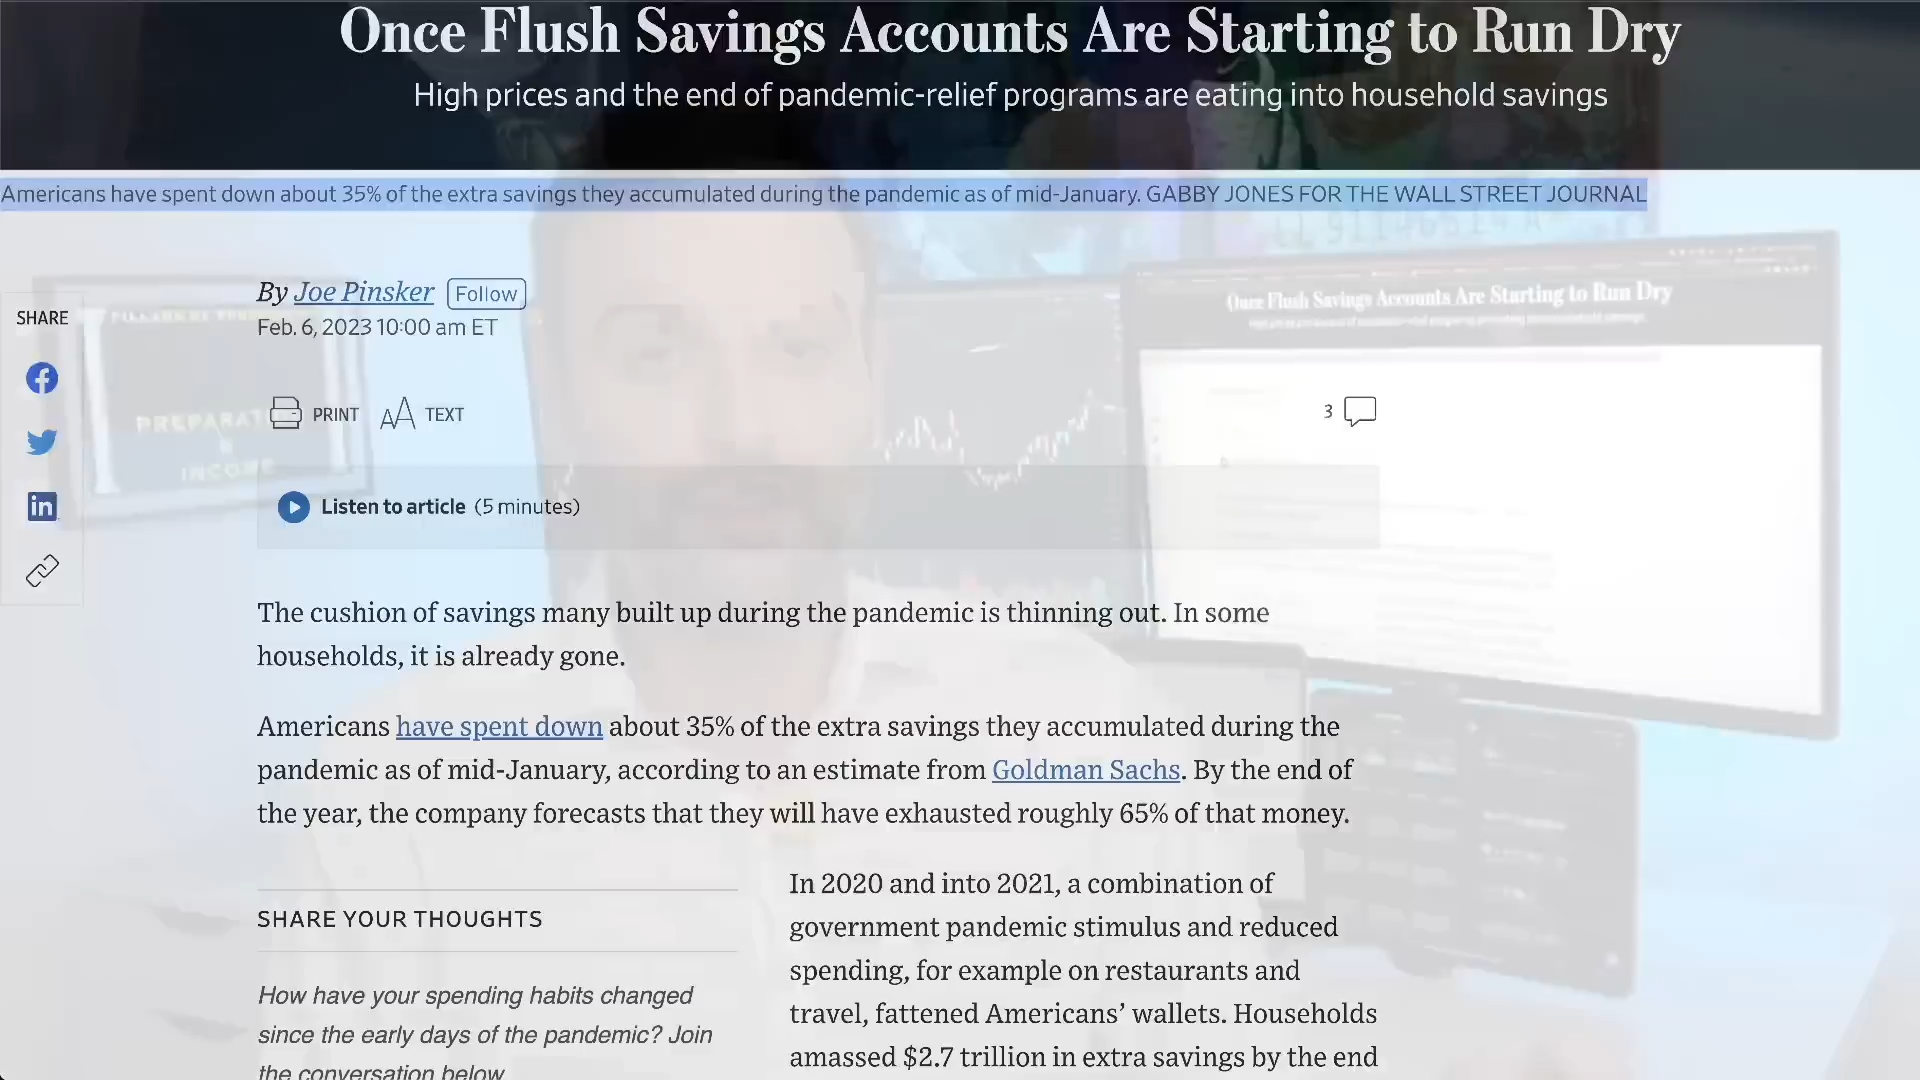 Once Flush Savings Accounts Are Starting to Run Dry
High prices and the end of pandemic-relief programs are eating into household savings
Americans have spent down about 35% of the extra savings they accumulated during the pandemic as of mid-January. GABBY JONES FOR THE WALL STREET JOURNAL
By Joe Pinsker Follow
Feb. 6, 2023 10:00 am ET
SHARE
PRINT TEXT
3
Listen to article (5 minutes)
The cushion of savings many built up during the pandemic is thinning out. In some
households, it is already gone.
Americans have spent down about 35% of the extra savings they accumulated during the
pandemic as of mid-January, according to an estimate from Goldman Sachs. By the end of
the year, the company forecasts that they will have exhausted roughly 65% of that money.
SHARE YOUR THOUGHTS
How have your spending habits changed
since the early days of the pandemic? Join
the conversation below
In 2020 and into 2021, a combination of
government pandemic stimulus and reduced
spending, for example on restaurants and
travel, fattened Americans’ wallets. Households
amassed $2.7 trillion in extra savings by the end
Once Flush Savings Accounts Are Starting to Run Dry
INCOME